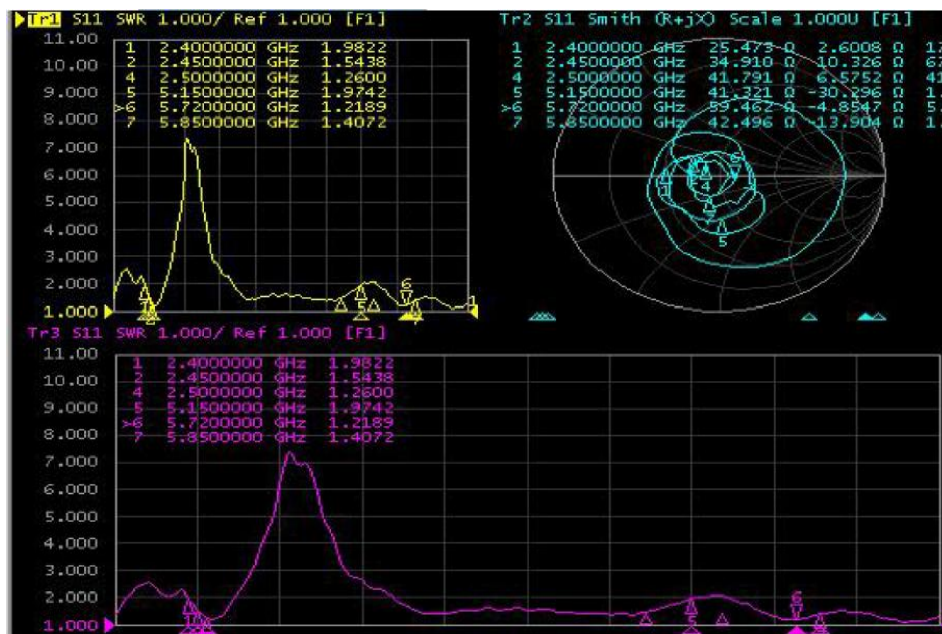 Tr1 S11 SWR 1.000/ Ref 1.000 [F1]
11.00
10.00
9.000
8.000
7.000
6.000
5.000
4.000
3.000
2.000
1.000
1 2.4000000 GHz 1.9822
2 2.4500000 GHz 1.5438
4 2.5000000 GHz 1.2600
5 5.1500000 GHz 1.9742
>6 5.7200000 GHz 1.2189
7 5.8500000 GHz 1.4072
Tr2 S11 Smith (R+jX) Scale 1.000U [F1]
1 2.4000000 GHz 25.473 Ω 2.6008 Ω
2 2.4500000 GHz 34.910 Ω -10.326 Ω
4 2.5000000 GHz 41.791 Ω 6.5752 Ω
5 5.1500000 GHz 41.321 Ω -30.296 Ω
>6 5.7200000 GHz 59.462 Ω -4.8547 Ω
7 5.8500000 GHz 42.496 Ω -13.904 Ω
Tr3 S11 SWR 1.000/ Ref 1.000 [F1]
11.00
10.00
9.000
8.000
7.000
6.000
5.000
4.000
3.000
2.000
1.000
1 2.4000000 GHz 1.9822
2 2.4500000 GHz 1.5438
4 2.5000000 GHz 1.2600
5 5.1500000 GHz 1.9742
>6 5.7200000 GHz 1.2189
7 5.8500000 GHz 1.4072